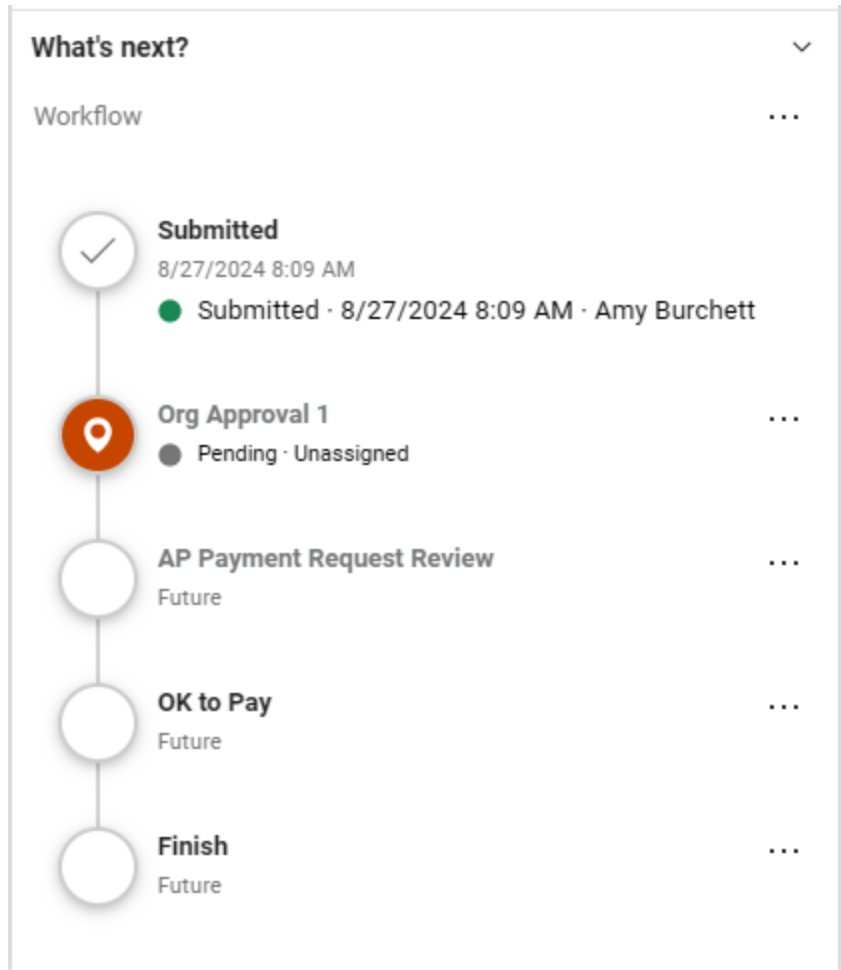 What's next?
Workflow
Submitted
8/27/2024 8:09 AM
Submitted · 8/27/2024 8:09 AM · Amy Burchett
Org Approval 1
Pending · Unassigned
AP Payment Request Review
Future
OK to Pay
Future
Finish
Future